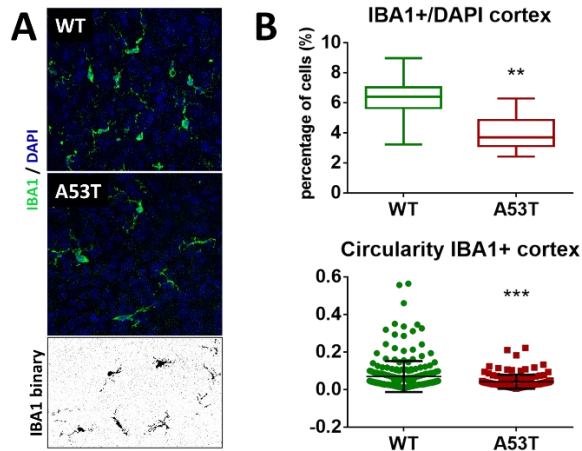 A
WT
A53T
IBA1 / DAPI
IBA1 binary
B
IBA1+/DAPI cortex
percentage of cells (%)
10
8
6
4
2
0
**
WT
A53T
Circularity IBA1+ cortex
0.6
0.4
0.2
0.0
-0.2
***
WT
A53T